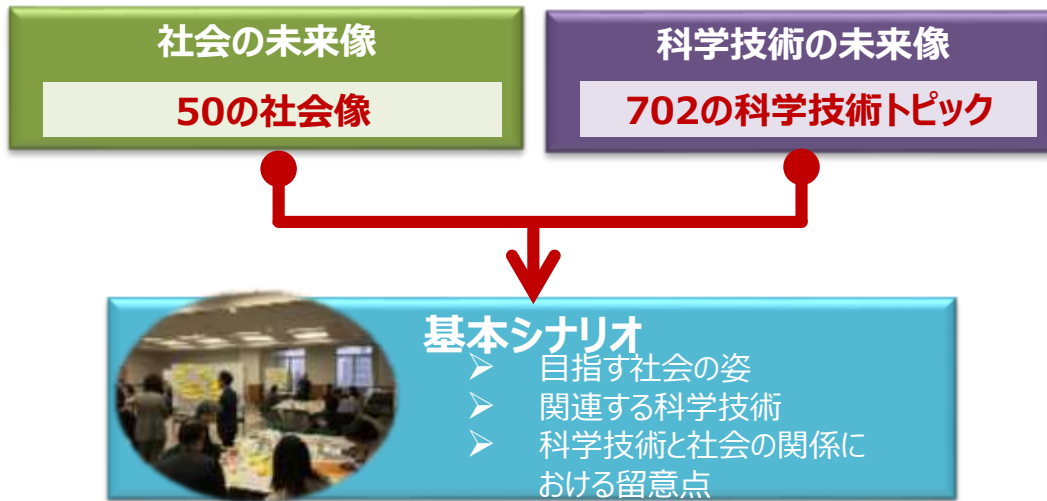 社会の未来像
50の社会像
科学技術の未来像
702の科学技術トピック
基本シナリオ
➢ 目指す社会の姿
➢ 関連する科学技術
➢ 科学技術と社会の関係に
おける留意点